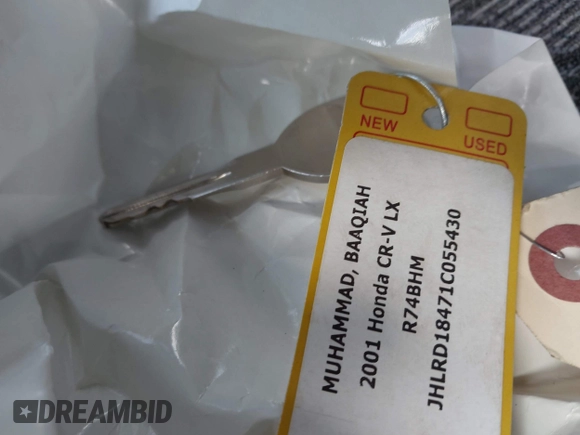 NEW
USED
MUHAMMAD, BAAQIAH
2001 Honda CR-V LX
R74BHM
JHLRD18471C055430
DREAMBID